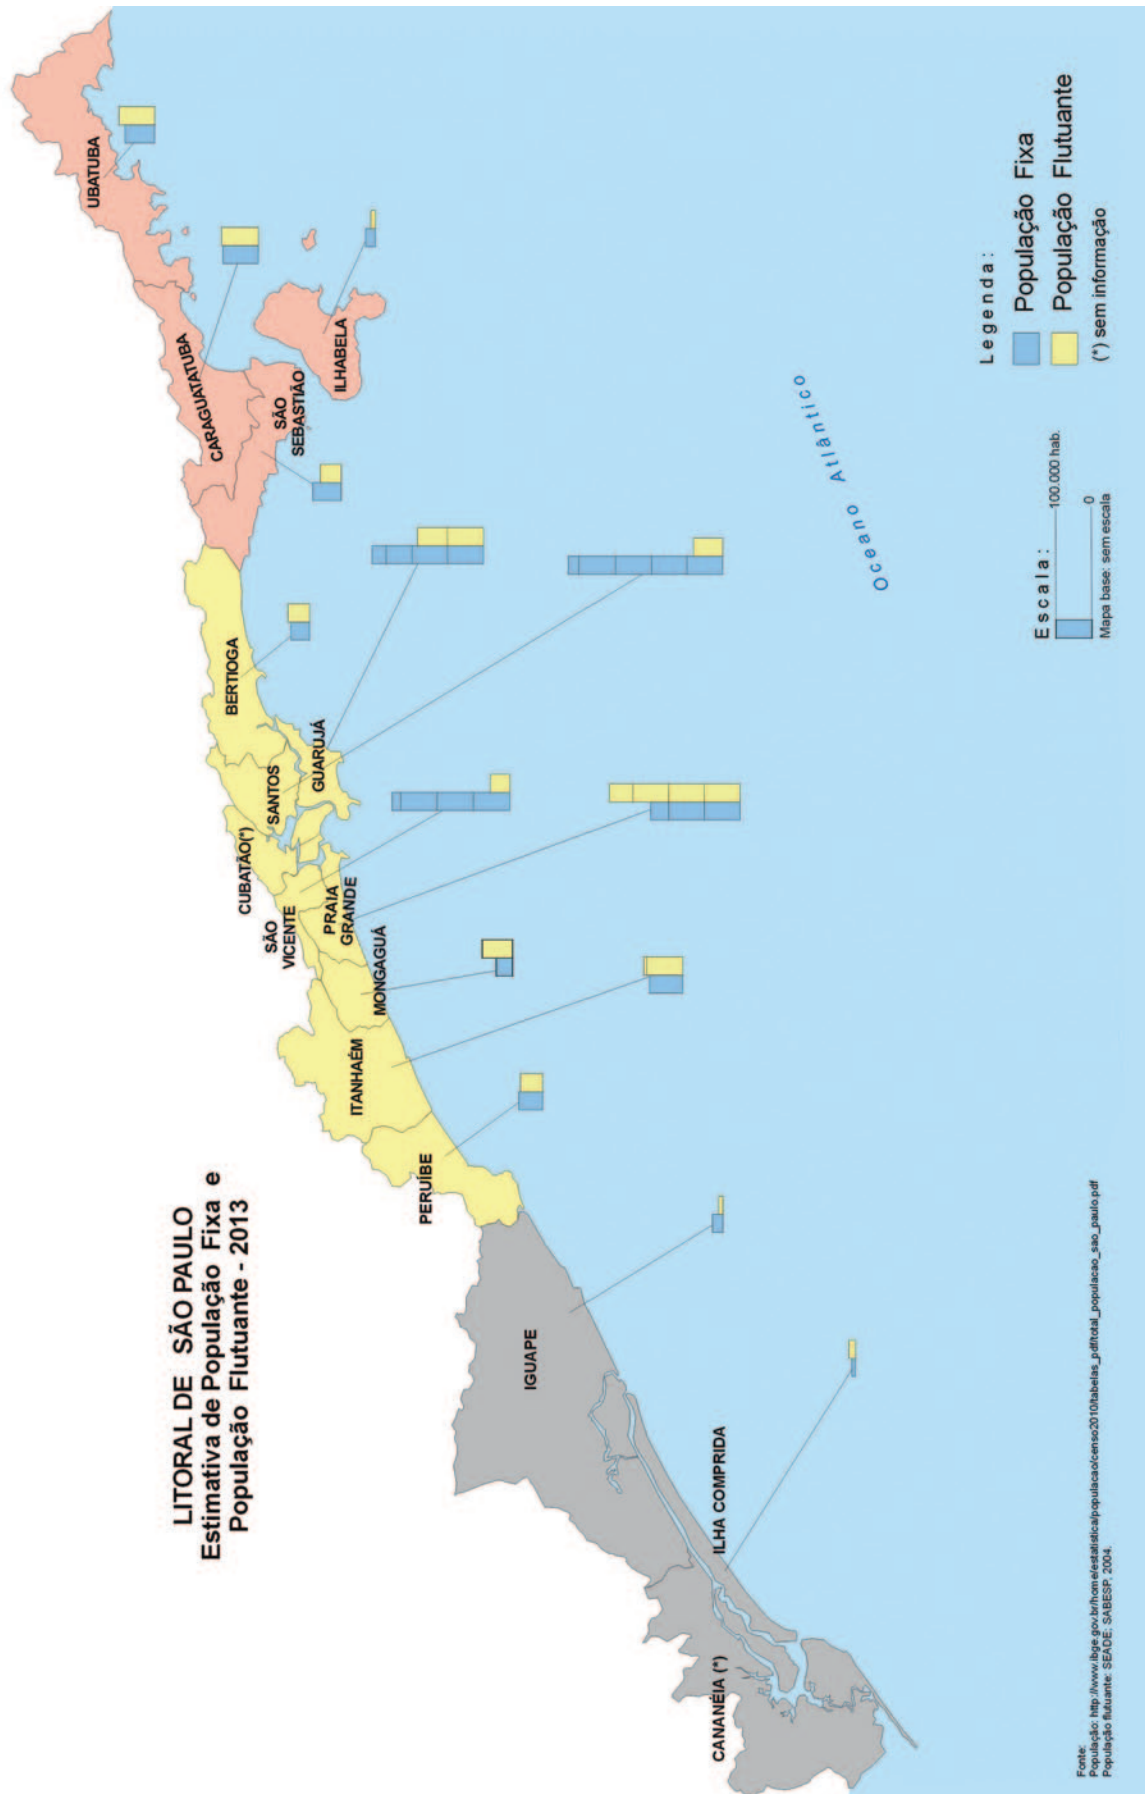 LITORAL DE SÃO PAULO
Estimativa de População Fixa e
População Flutuante - 2013
UBATUBA
CARAGUATATUBA
SÃO
SEBASTIÃO
ILHABELA
BERTIOGA
GUARUJÁ
SANTOS
CUBATÃO(*)
SÃO
VICENTE
PRAIA
GRANDE
MONGAGUÁ
ITANHAÉM
PERUÍBE
IGUAPE
ILHA COMPRIDA
CANANÉIA (*)
Oceano Atlântico
Escala:
100.000 hab.
0
Mapa base: sem escala
Legenda:
População Fixa
População Flutuante
(*) sem informação
Fonte:
População: http://www.ibge.gov.br/home/estatistica/populacao/censo2010/tabelas_pdf/total_populacao_sao_paulo.pdf
População flutuante: SEADE; SABESP, 2004.